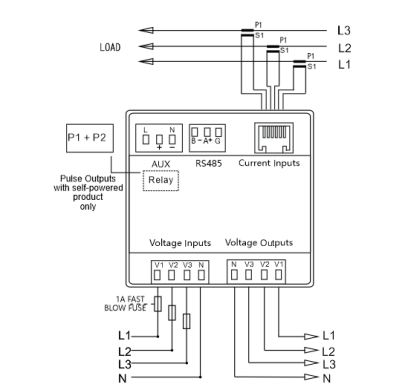 P1
L3
S1
LOAD
P1
L2
S1
P1
L1
S1
P1 + P2
L N
+ −
B − A+ G
AUX RS485 Current Inputs
Pulse Outputs
with self-powered
product
only
Relay
Voltage Inputs Voltage Outputs
V1 V2 V3 N N V3 V2 V1
1A FAST
BLOW FUSE
L1 L1
L2 L2
L3 L3
N N